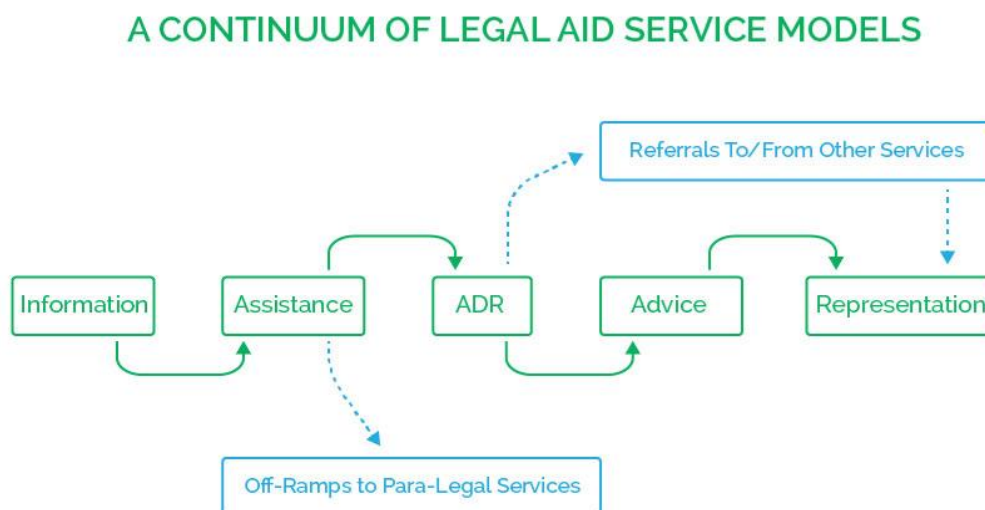 A CONTINUUM OF LEGAL AID SERVICE MODELS
Referrals To/From Other Services
Information
Assistance
ADR
Advice
Representation
Off-Ramps to Para-Legal Services